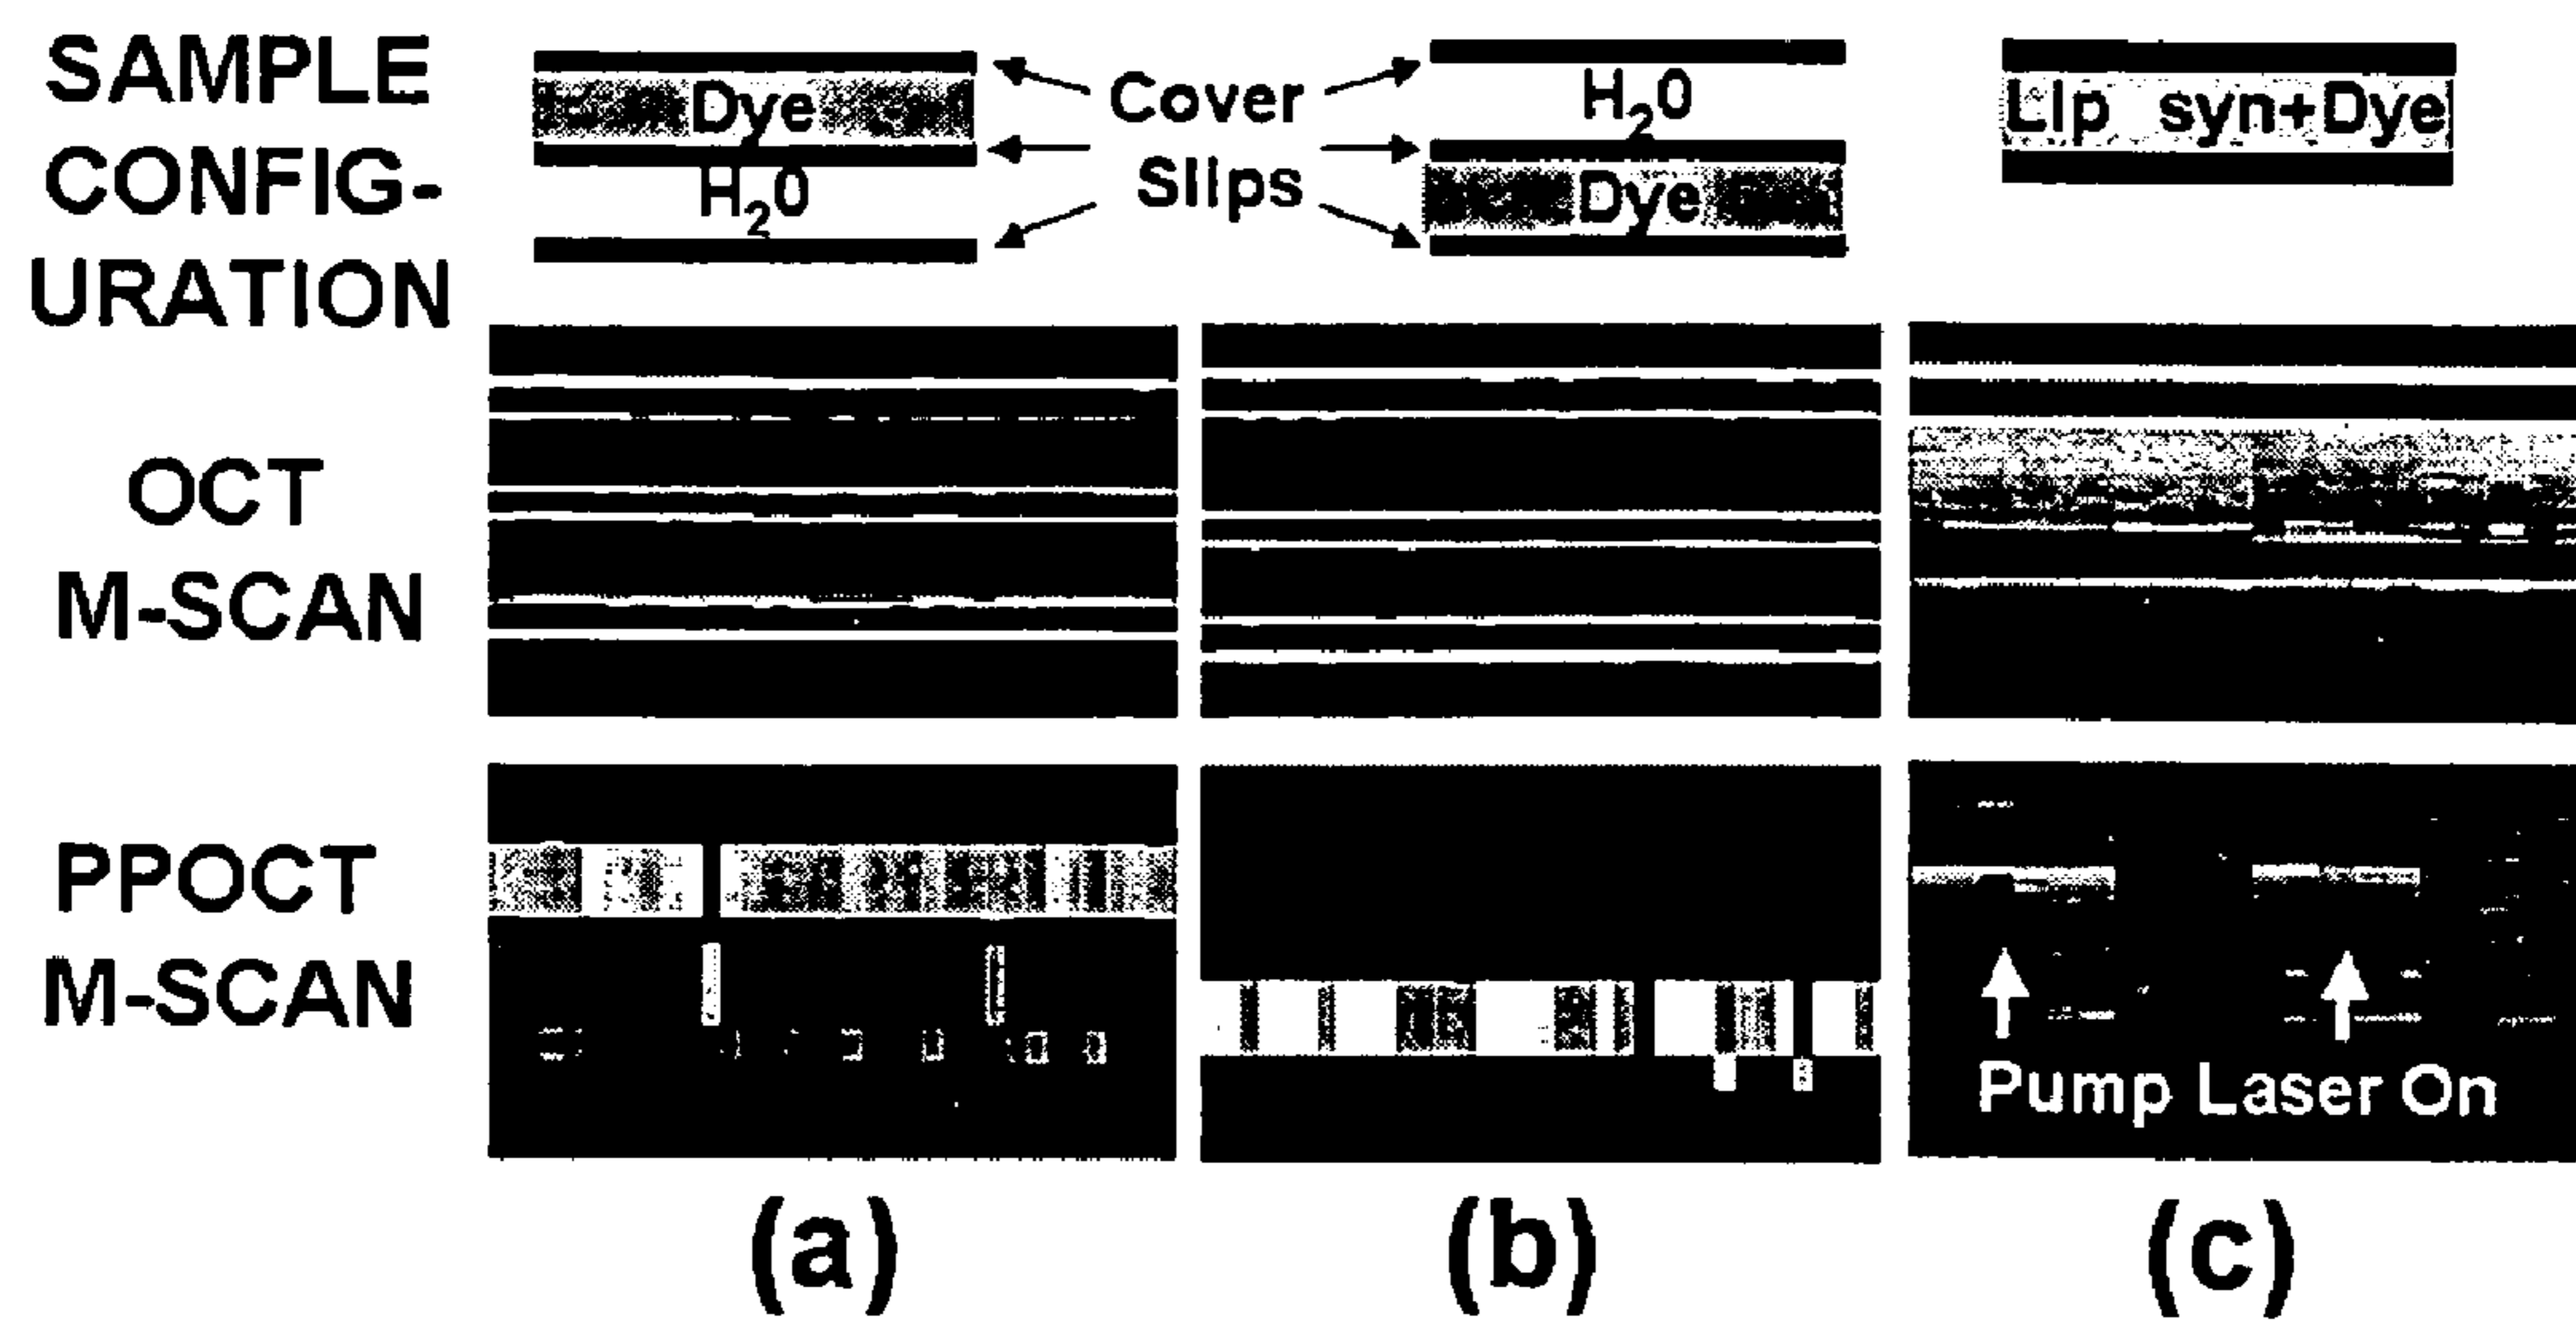 SAMPLE
CONFIG-
URATION
Dye
H20
Cover
Slips
H20
Dye
Lip syn+Dye
OCT
M-SCAN
PPOCT
M-SCAN
Pump Laser On
(a)
(b)
(c)